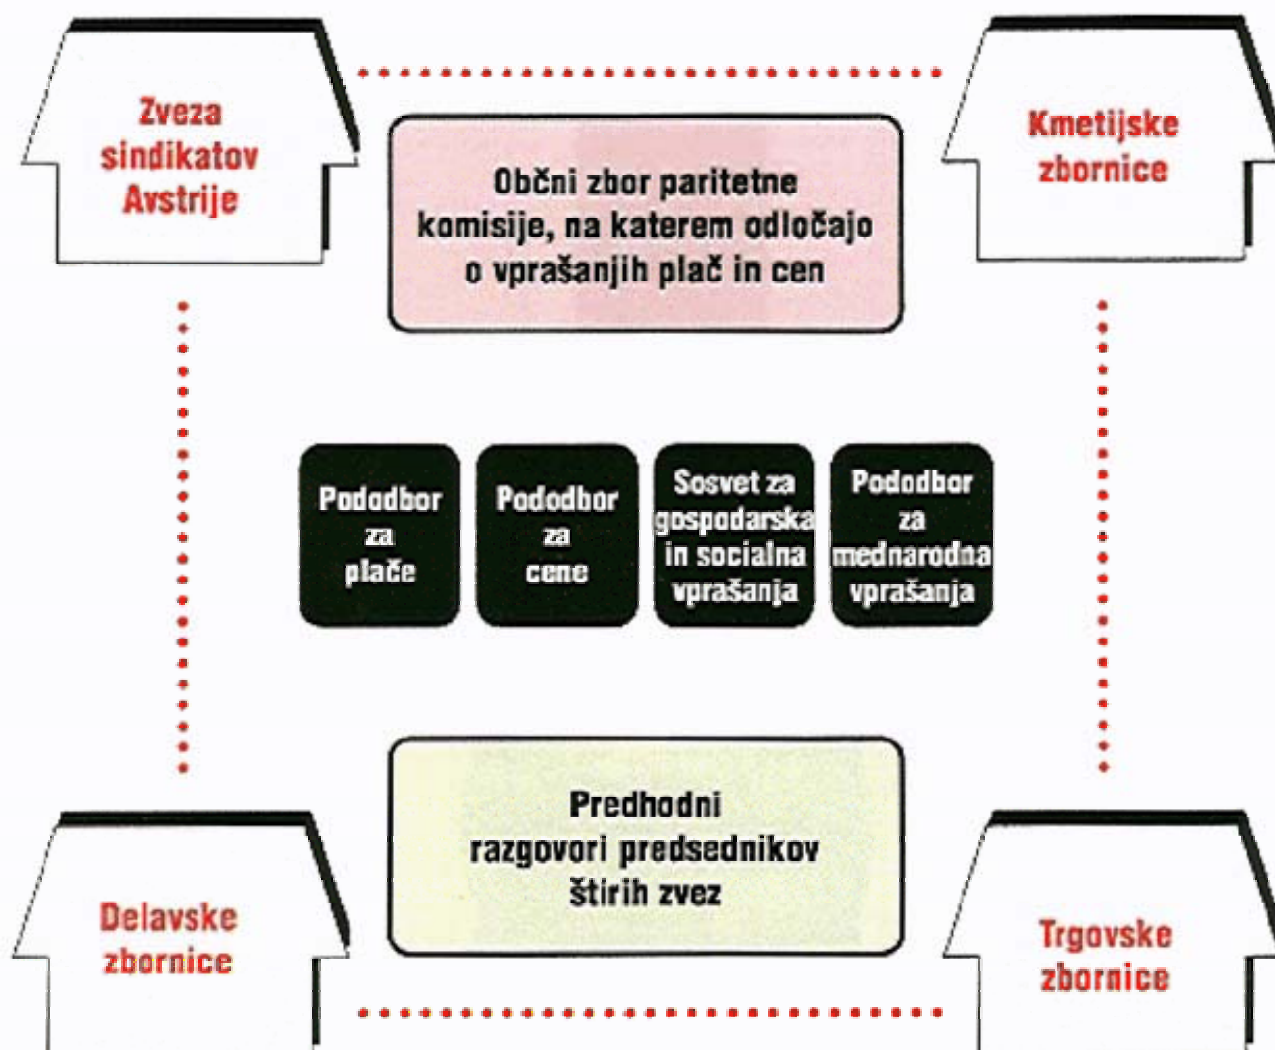 Zveza
sindikatov
Avstrije
Občni zbor paritetne
komisije, na katerem odločajo
o vprašanjih plač in cen
Kmetijske
zbornice
Pododbor
za
plače
Pododbor
za
cene
Sosvet za
gospodarska
in socialna
vprašanja
Pododbor
za
mednarodna
vprašanja
Delavske
zbornice
Predhodni
razgovori predsednikov
štirih zvez
Trgovske
zbornice